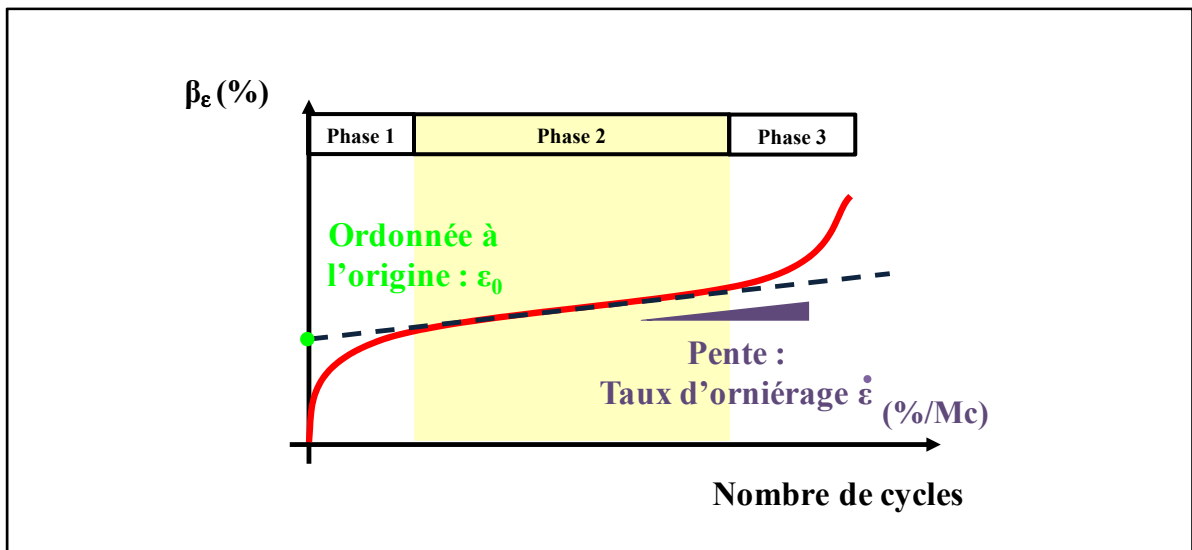 βε (%)
Phase 1
Phase 2
Phase 3
Ordonnée à
l’origine : ε0
Pente :
Taux d’orniérage ε̇ (%/Mc)
Nombre de cycles